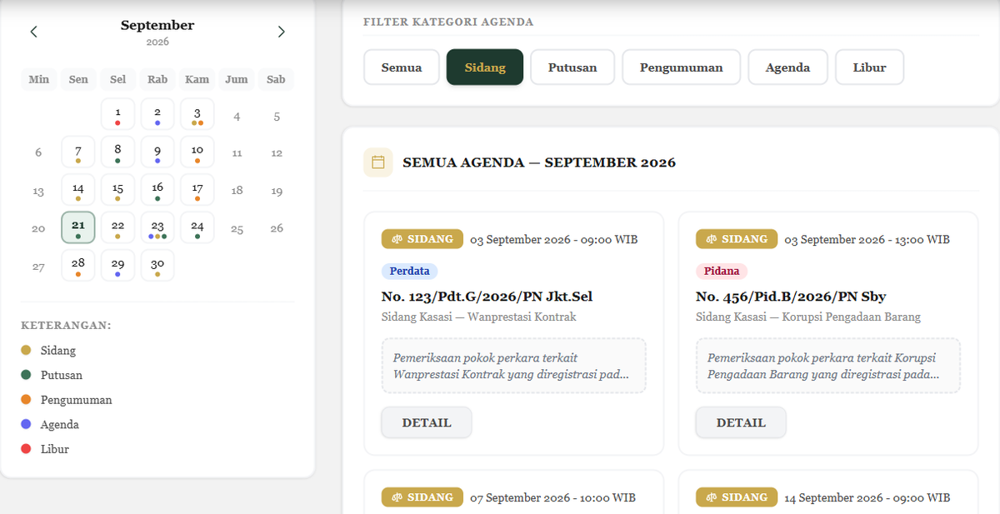 September
2026
Min Sen Sel Rab Kam Jum Sab
1 2 3 4 5
6 7 8 9 10 11 12
13 14 15 16 17 18 19
20 21 22 23 24 25 26
27 28 29 30
KETERANGAN:
Sidang
Putusan
Pengumuman
Agenda
Libur
FILTER KATEGORI AGENDA
Semua Sidang Putusan Pengumuman Agenda Libur
SEMUA AGENDA — SEPTEMBER 2026
SIDANG 03 September 2026 - 09:00 WIB
Perdata
No. 123/Pdt.G/2026/PN Jkt.Sel
Sidang Kasasi — Wanprestasi Kontrak
Pemeriksaan pokok perkara terkait
Wanprestasi Kontrak yang diregistrasi pad...
DETAIL
SIDANG 03 September 2026 - 13:00 WIB
Pidana
No. 456/Pid.B/2026/PN Sby
Sidang Kasasi — Korupsi Pengadaan Barang
Pemeriksaan pokok perkara terkait Korupsi
Pengadaan Barang yang diregistrasi pada...
DETAIL
SIDANG 07 September 2026 - 10:00 WIB
SIDANG 14 September 2026 - 09:00 WIB